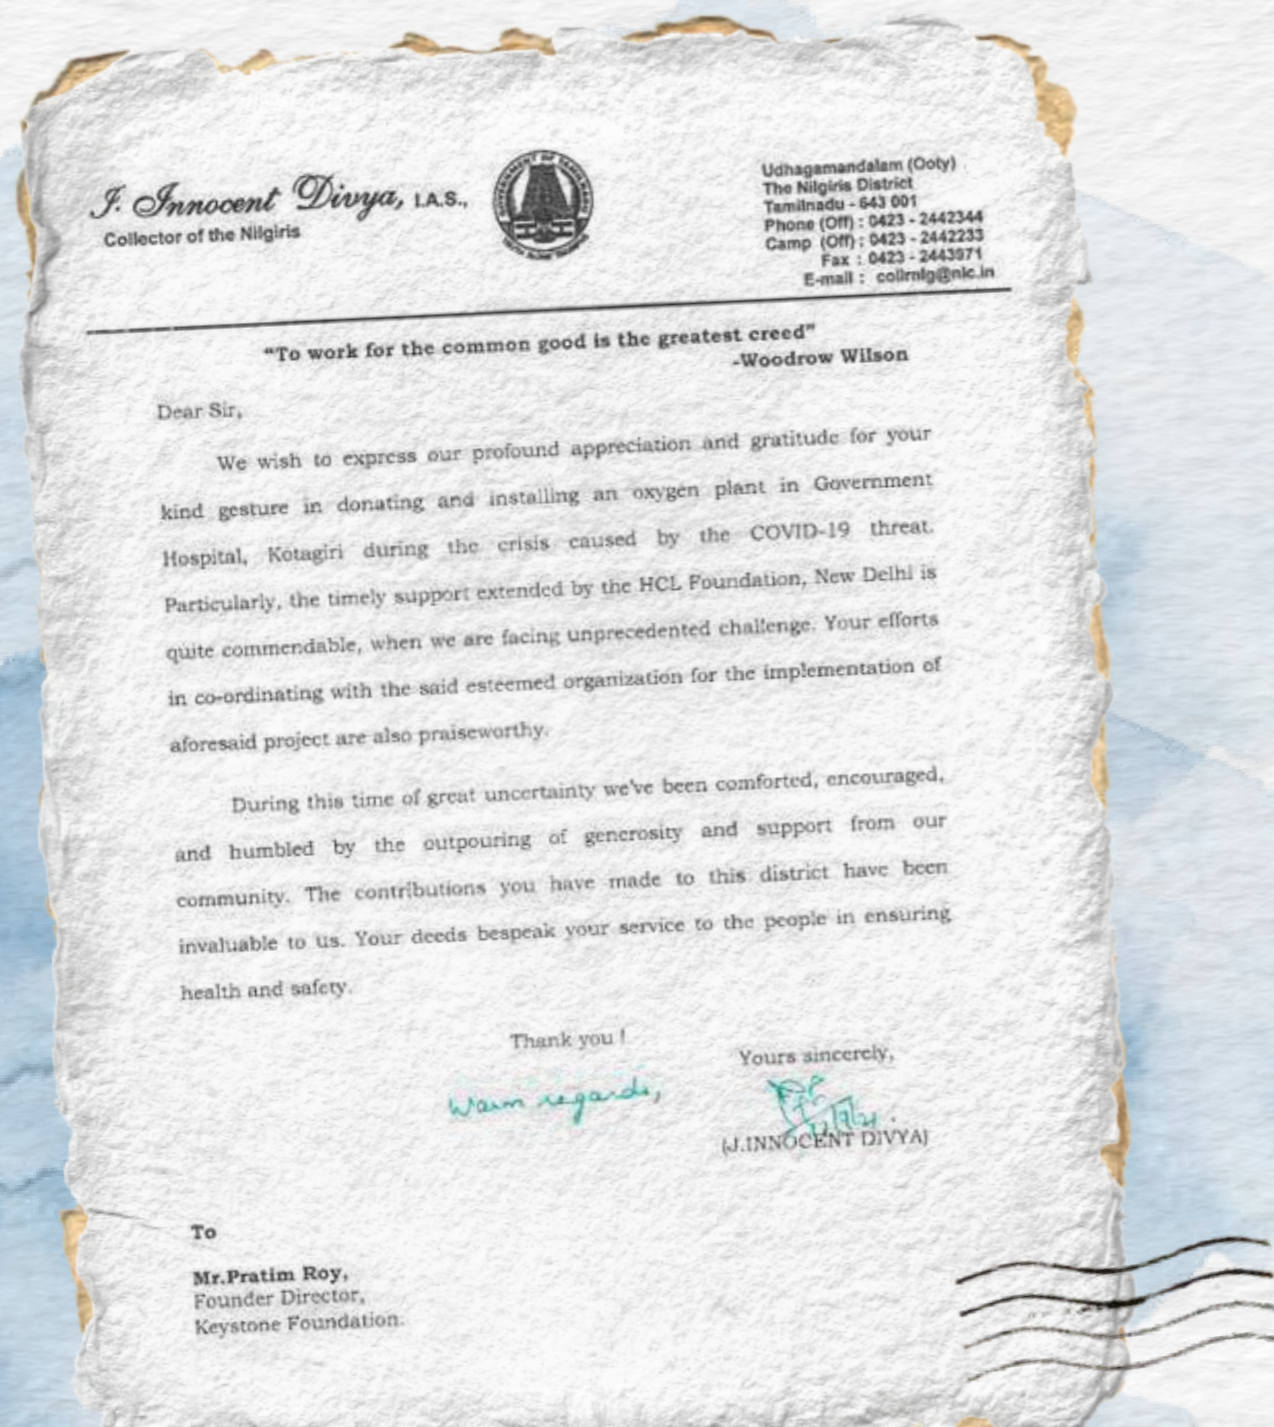 J. Innocent Divya, I.A.S.,
Collector of the Nilgiris
GOVERNMENT OF TAMILNADU
Udhagamandalam (Ooty)
The Nilgiris District
Tamilnadu - 643 001
Phone (Off) : 0423 - 2442344
Camp (Off) : 0423 - 2442233
Fax : 0423 - 2443971
E-mail : collrnlg@nic.in
“To work for the common good is the greatest creed”
-Woodrow Wilson
Dear Sir,
We wish to express our profound appreciation and gratitude for your
kind gesture in donating and installing an oxygen plant in Government
Hospital, Kotagiri during the crisis caused by the COVID-19 threat.
Particularly, the timely support extended by the HCL Foundation, New Delhi is
quite commendable, when we are facing unprecedented challenge. Your efforts
in co-ordinating with the said esteemed organization for the implementation of
aforesaid project are also praiseworthy.
During this time of great uncertainty we've been comforted, encouraged,
and humbled by the outpouring of generosity and support from our
community. The contributions you have made to this district have been
invaluable to us. Your deeds bespeak your service to the people in ensuring
health and safety.
Thank you !
Yours sincerely,
Warm regards,
(J.INNOCENT DIVYA)
To
Mr.Pratim Roy,
Founder Director,
Keystone Foundation.